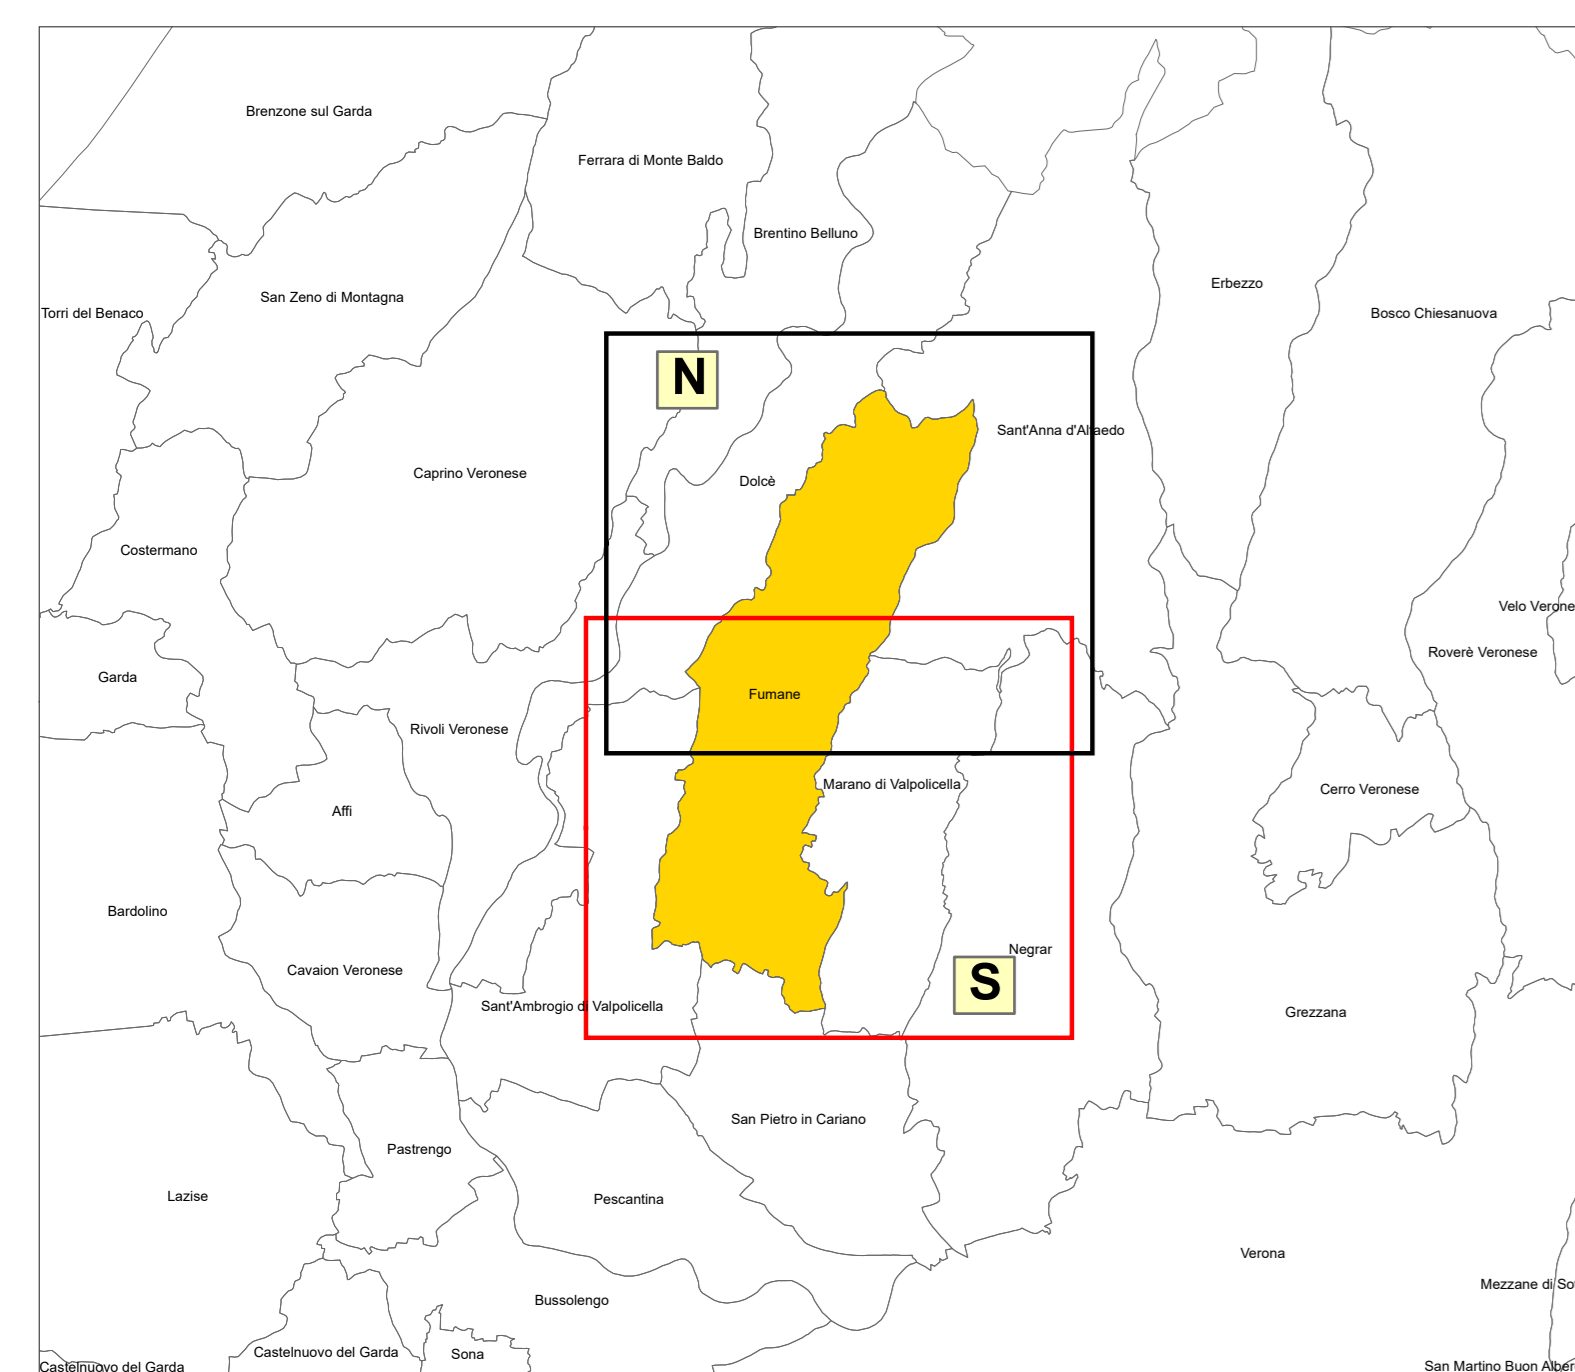 Brenzone sul Garda
Ferrara di Monte Baldo
Brentino Belluno
Erbezzo
San Zeno di Montagna
Torri del Benaco
Bosco Chiesanuova
N
Sant'Anna d'Alfaedo
Caprino Veronese
Dolcè
Costermano
Velo Verone
Roverè Veronese
Garda
Fumane
Rivoli Veronese
Marano di Valpolicella
Cerro Veronese
Affi
Bardolino
Negrar
Cavaion Veronese
S
Sant'Ambrogio di Valpolicella
Grezzana
San Pietro in Cariano
Pastrengo
Lazise
Pescantina
Verona
Mezzane di So
Bussolengo
Castelnuovo del Garda
Sona
Castelnuovo del Garda
San Martino Buon Alber